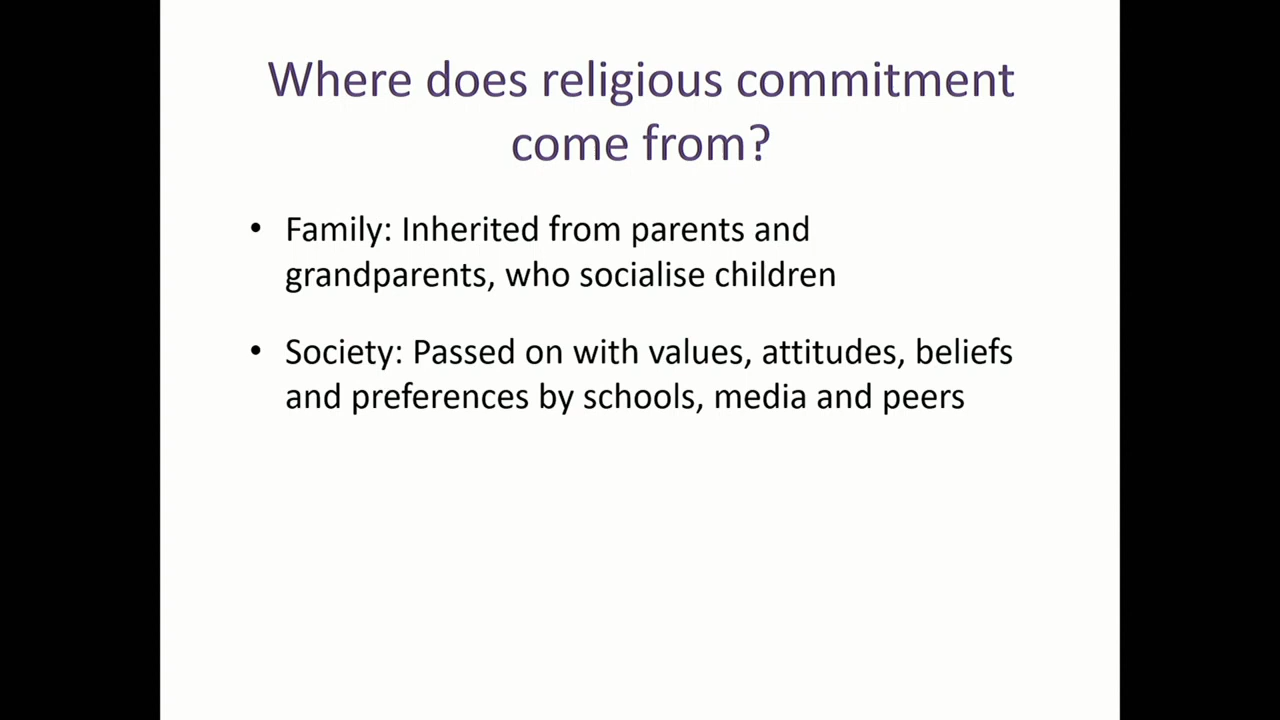 Where does religious commitment
come from?
• Family: Inherited from parents and
grandparents, who socialise children
• Society: Passed on with values, attitudes, beliefs
and preferences by schools, media and peers